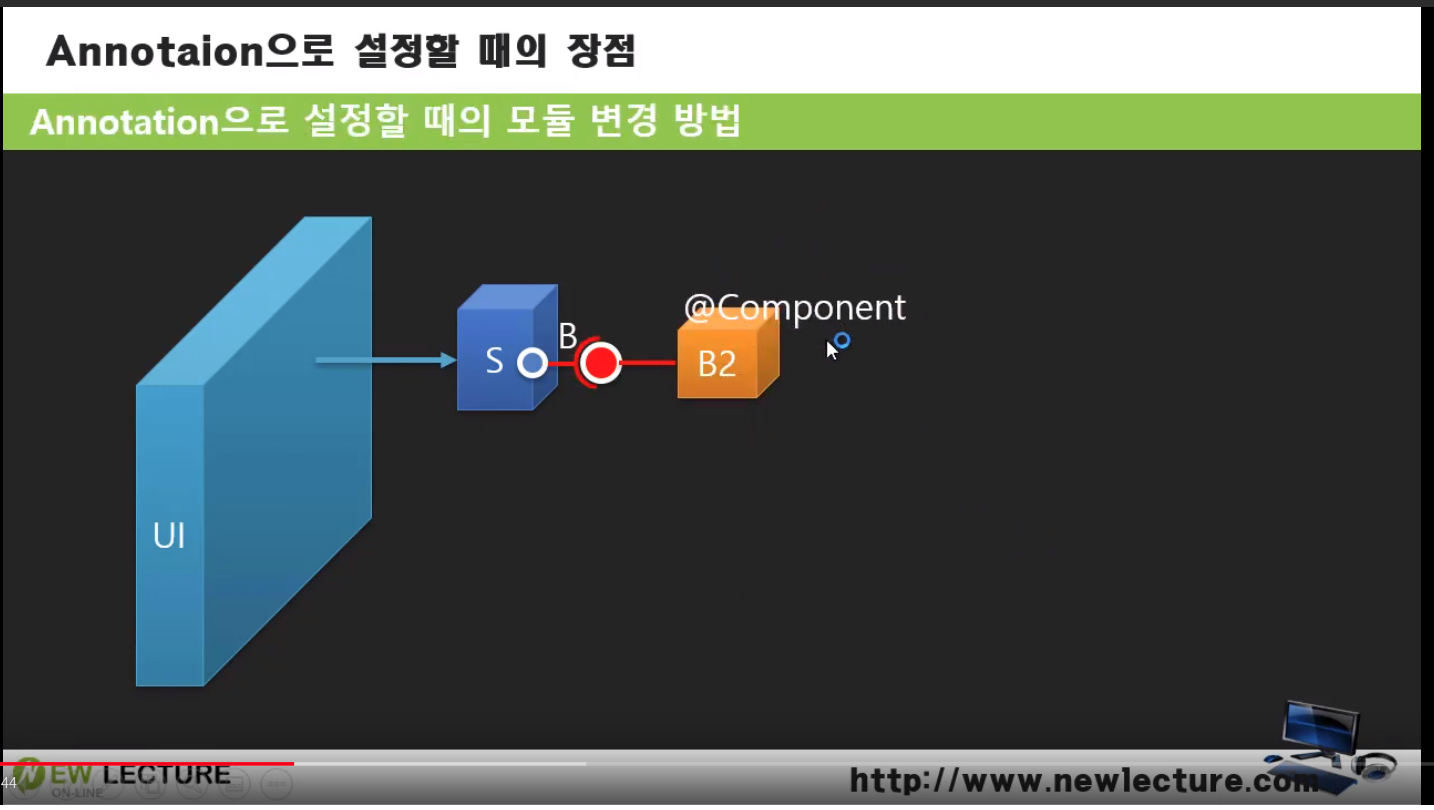 Annotaion으로 설정할 때의 장점
Annotation으로 설정할 때의 모듈 변경 방법
@Component
B
S
B2
UI
NEW LECTURE
ON-LINE
44
http://www.newlecture.com